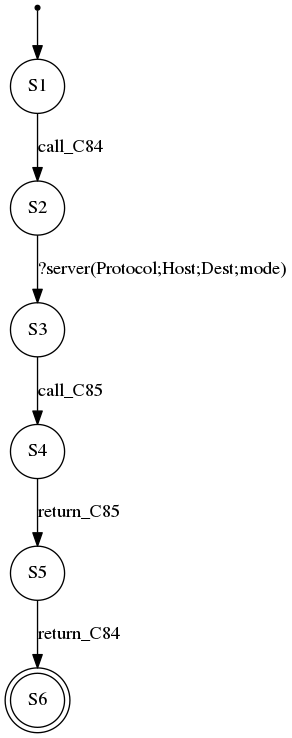 S1
call_C84
S2
?server(Protocol;Host;Dest;mode)
S3
call_C85
S4
return_C85
S5
return_C84
S6